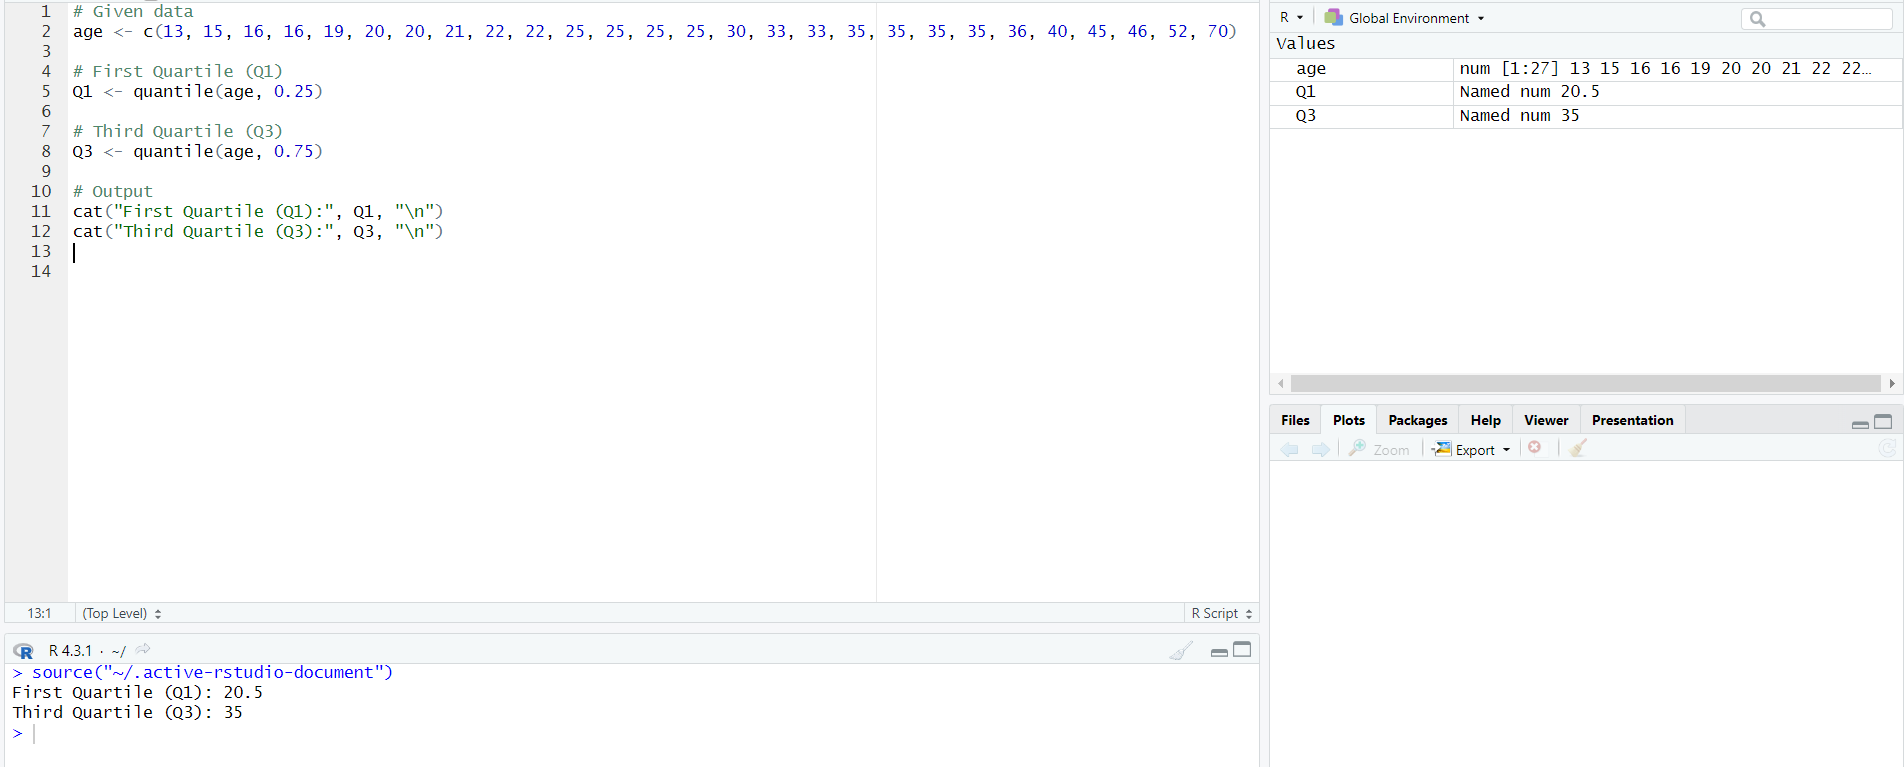 1 # Given data
2 age <- c(13, 15, 16, 16, 19, 20, 20, 21, 22, 22, 25, 25, 25, 25, 30, 33, 33, 35, 35, 35, 35, 36, 40, 45, 46, 52, 70)
3
4 # First Quartile (Q1)
5 Q1 <- quantile(age, 0.25)
6
7 # Third Quartile (Q3)
8 Q3 <- quantile(age, 0.75)
9
10 # Output
11 cat("First Quartile (Q1):", Q1, "\n")
12 cat("Third Quartile (Q3):", Q3, "\n")
13
14
13:1 (Top Level) R Script
R R 4.3.1 · ~/
> source("~/.active-rstudio-document")
First Quartile (Q1): 20.5
Third Quartile (Q3): 35
>
R Global Environment
Values
age num [1:27] 13 15 16 16 19 20 20 21 22 22…
Q1 Named num 20.5
Q3 Named num 35
Files Plots Packages Help Viewer Presentation
Zoom Export